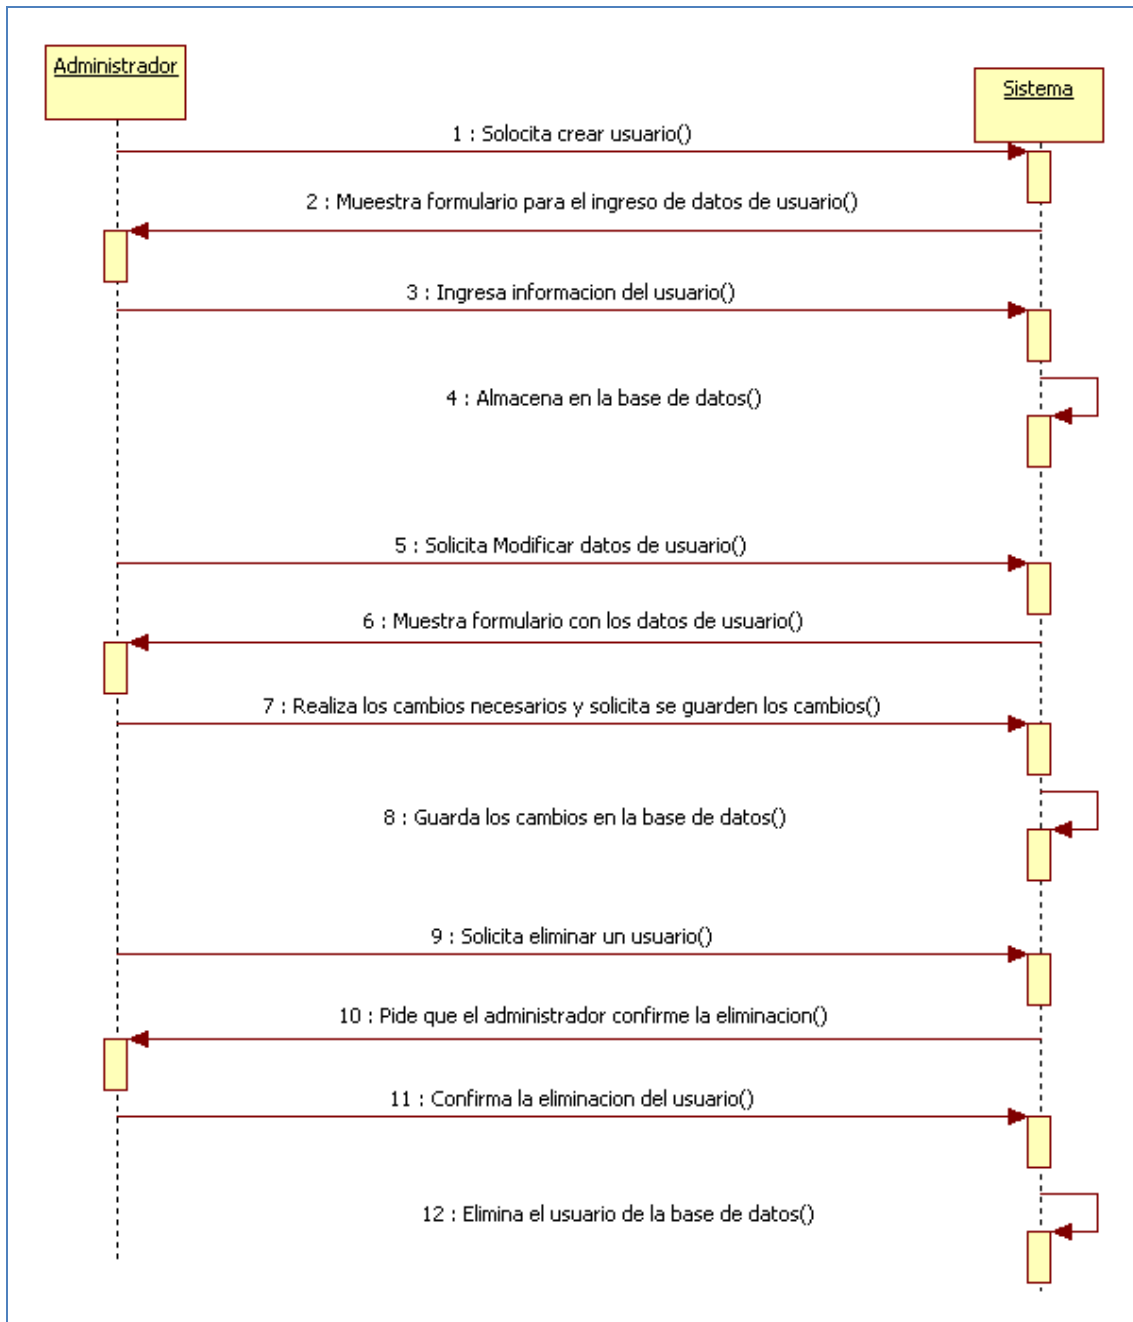 Administrador
Sistema
1 : Solocita crear usuario()
2 : Mueestra formulario para el ingreso de datos de usuario()
3 : Ingresa informacion del usuario()
4 : Almacena en la base de datos()
5 : Solicita Modificar datos de usuario()
6 : Muestra formulario con los datos de usuario()
7 : Realiza los cambios necesarios y solicita se guarden los cambios()
8 : Guarda los cambios en la base de datos()
9 : Solicita eliminar un usuario()
10 : Pide que el administrador confirme la eliminacion()
11 : Confirma la eliminacion del usuario()
12 : Elimina el usuario de la base de datos()